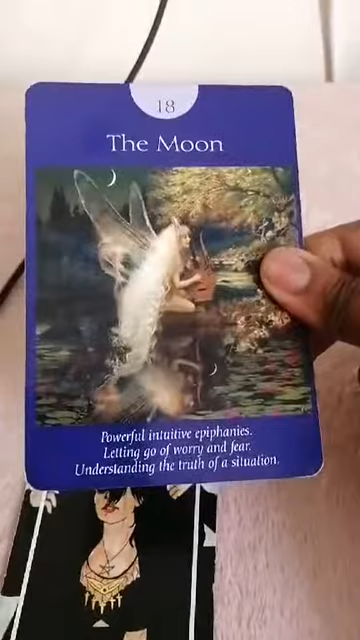 18
The Moon
Powerful intuitive epiphanies.
Letting go of worry and fear.
Understanding the truth of a situation.